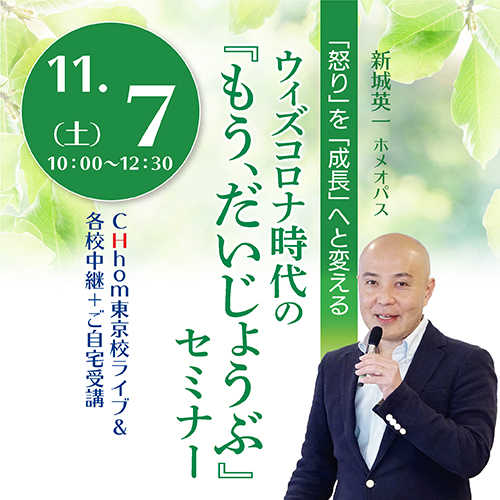 11.7
（土）
10：00〜12：30
新城英一 ホメオパス
「怒り」を「成長」へと変える
ウィズコロナ時代の
『もう、だいじょうぶ』
セミナー
CHhom東京校ライブ＆
各校中継＋ご自宅受講